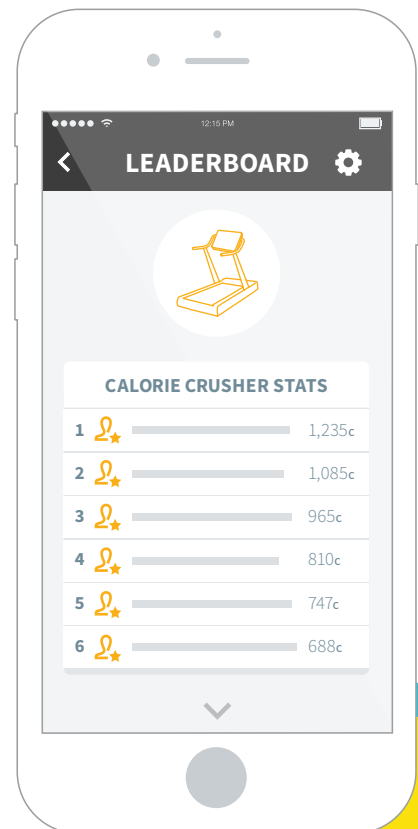 12:15 PM
LEADERBOARD
CALORIE CRUSHER STATS
1 1,235c
2 1,085c
3 965c
4 810c
5 747c
6 688c